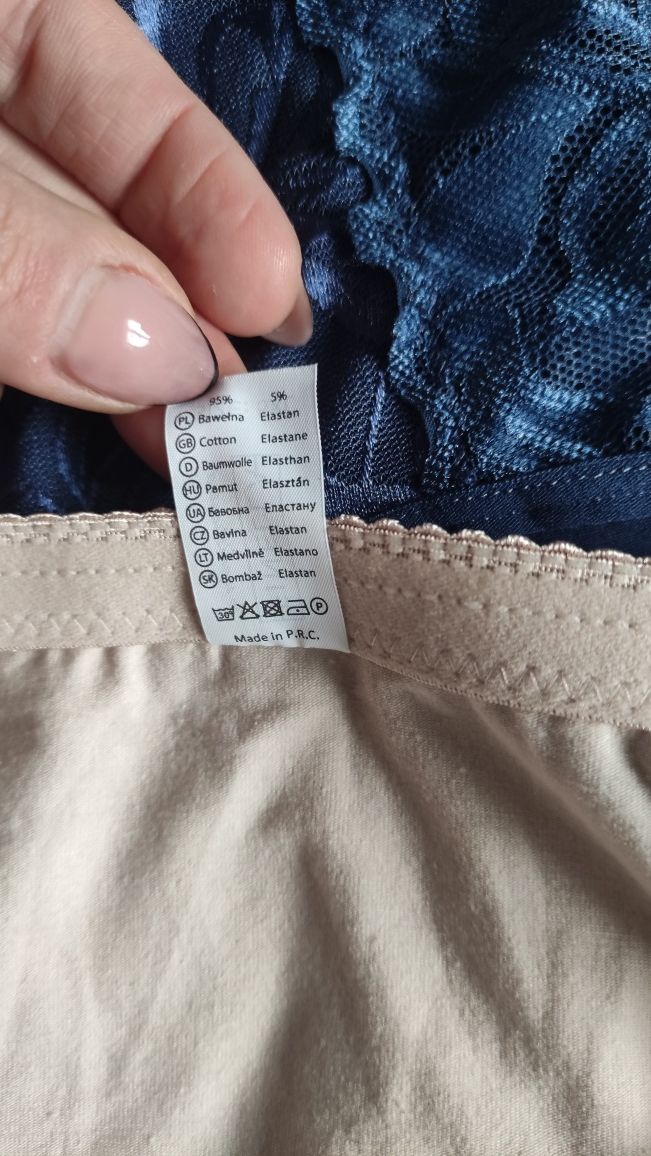 95% 5%
PL Bawełna Elastan
GB Cotton Elastane
D Baumwolle Elasthan
HU Pamut Elasztán
UA Бавовна Еластану
CZ Bavlna Elastan
LT Medvilnė Elastano
SK Bombaž Elastan
30° P
Made in P.R.C.